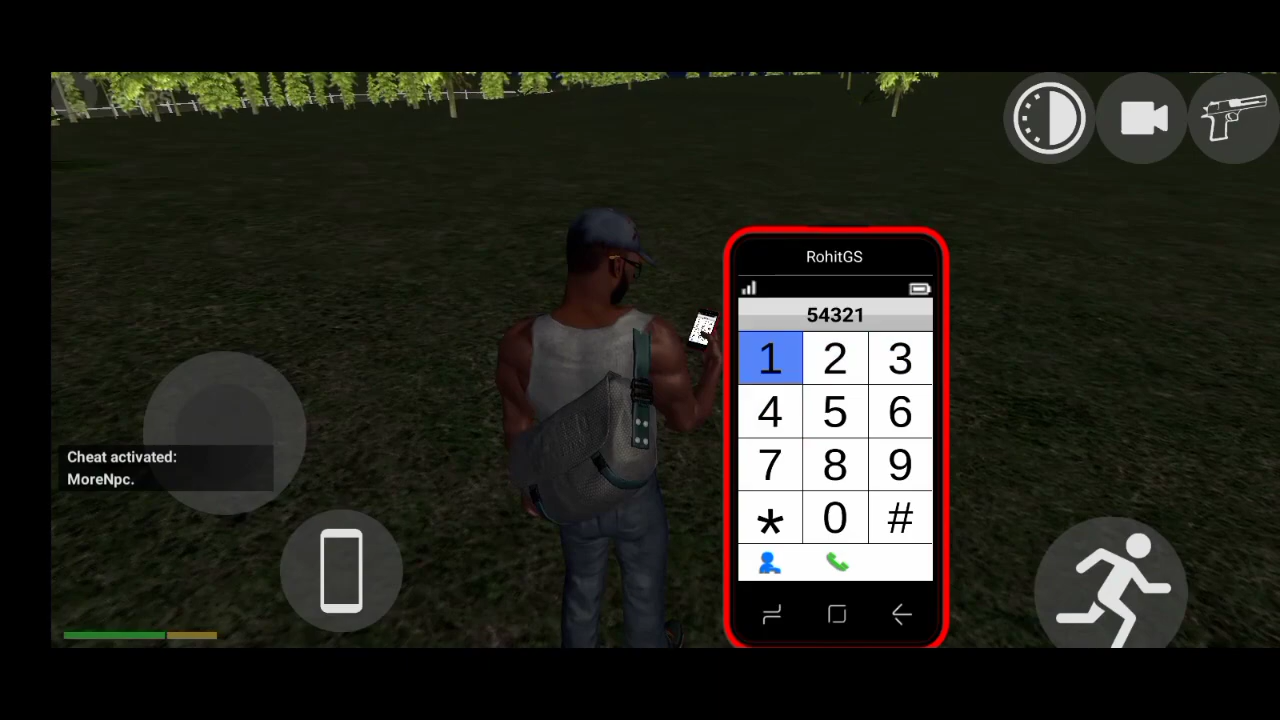 RohitGS
54321
1 2 3
4 5 6
7 8 9
* 0 #
Cheat activated:
MoreNpc.